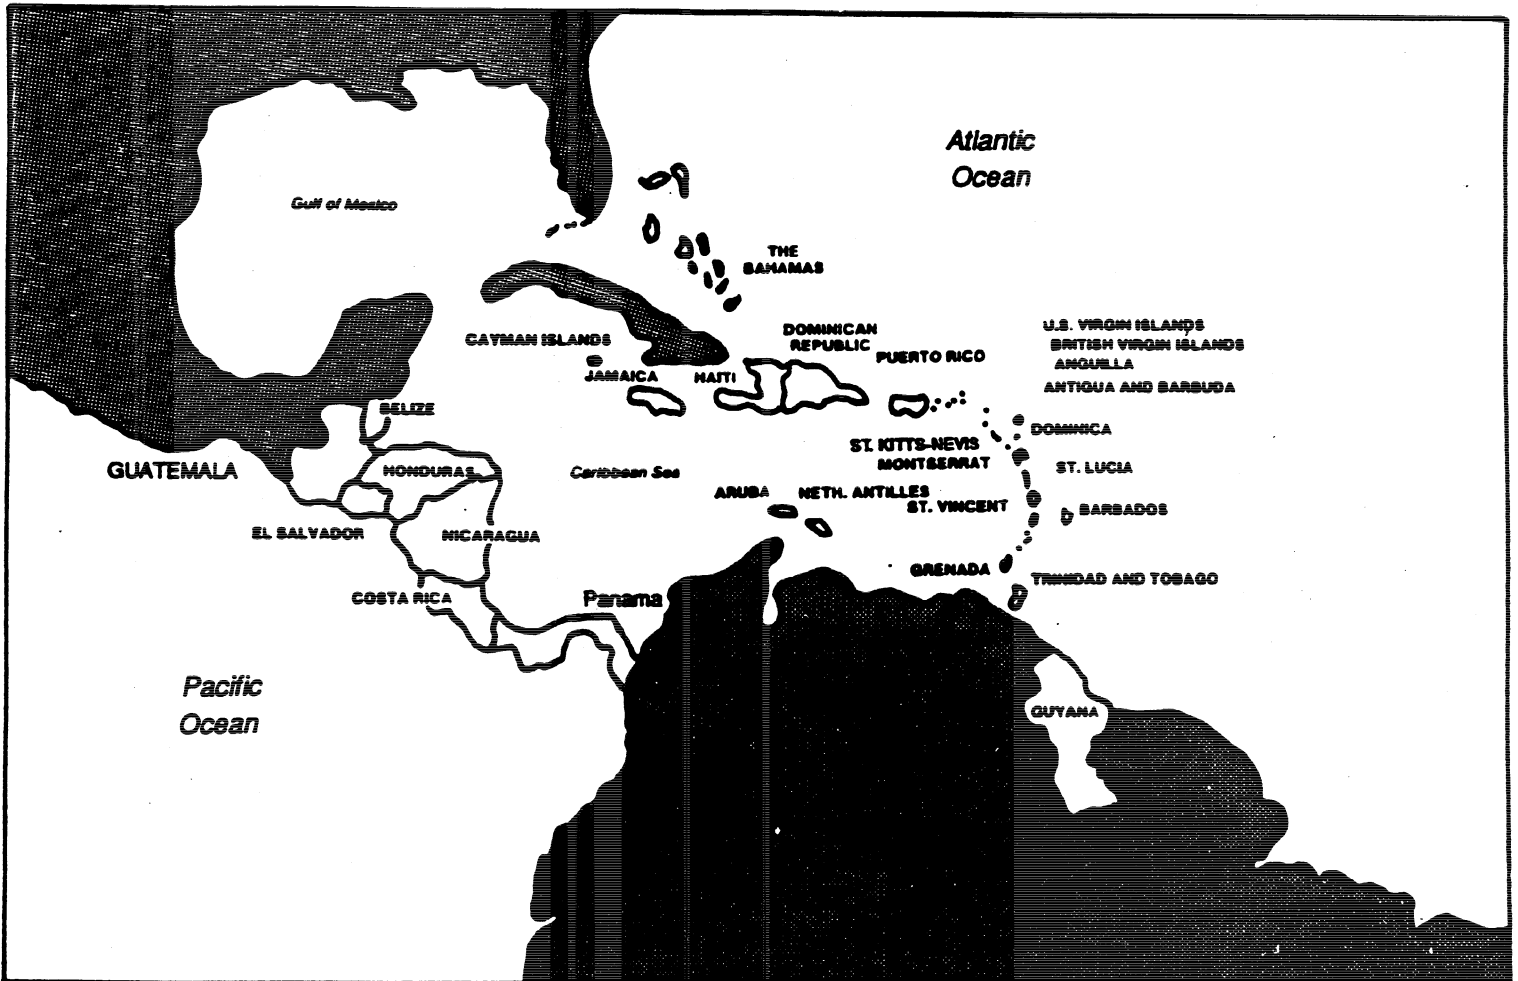 Atlantic
Ocean
Gulf of Mexico
THE
BAHAMAS
DOMINICAN
REPUBLIC
U.S. VIRGIN ISLANDS
CAYMAN ISLANDS
BRITISH VIRGIN ISLANDS
PUERTO RICO
ANGUILLA
JAMAICA
HAITI
ANTIGUA AND BARBUDA
BELIZE
DOMINICA
ST. KITTS-NEVIS
MONTSERRAT
GUATEMALA
HONDURAS
Caribbean Sea
ST. LUCIA
ARUBA
NETH. ANTILLES
ST. VINCENT
BARBADOS
EL SALVADOR
NICARAGUA
GRENADA
TRINIDAD AND TOBAGO
COSTA RICA
Panama
Pacific
Ocean
GUYANA